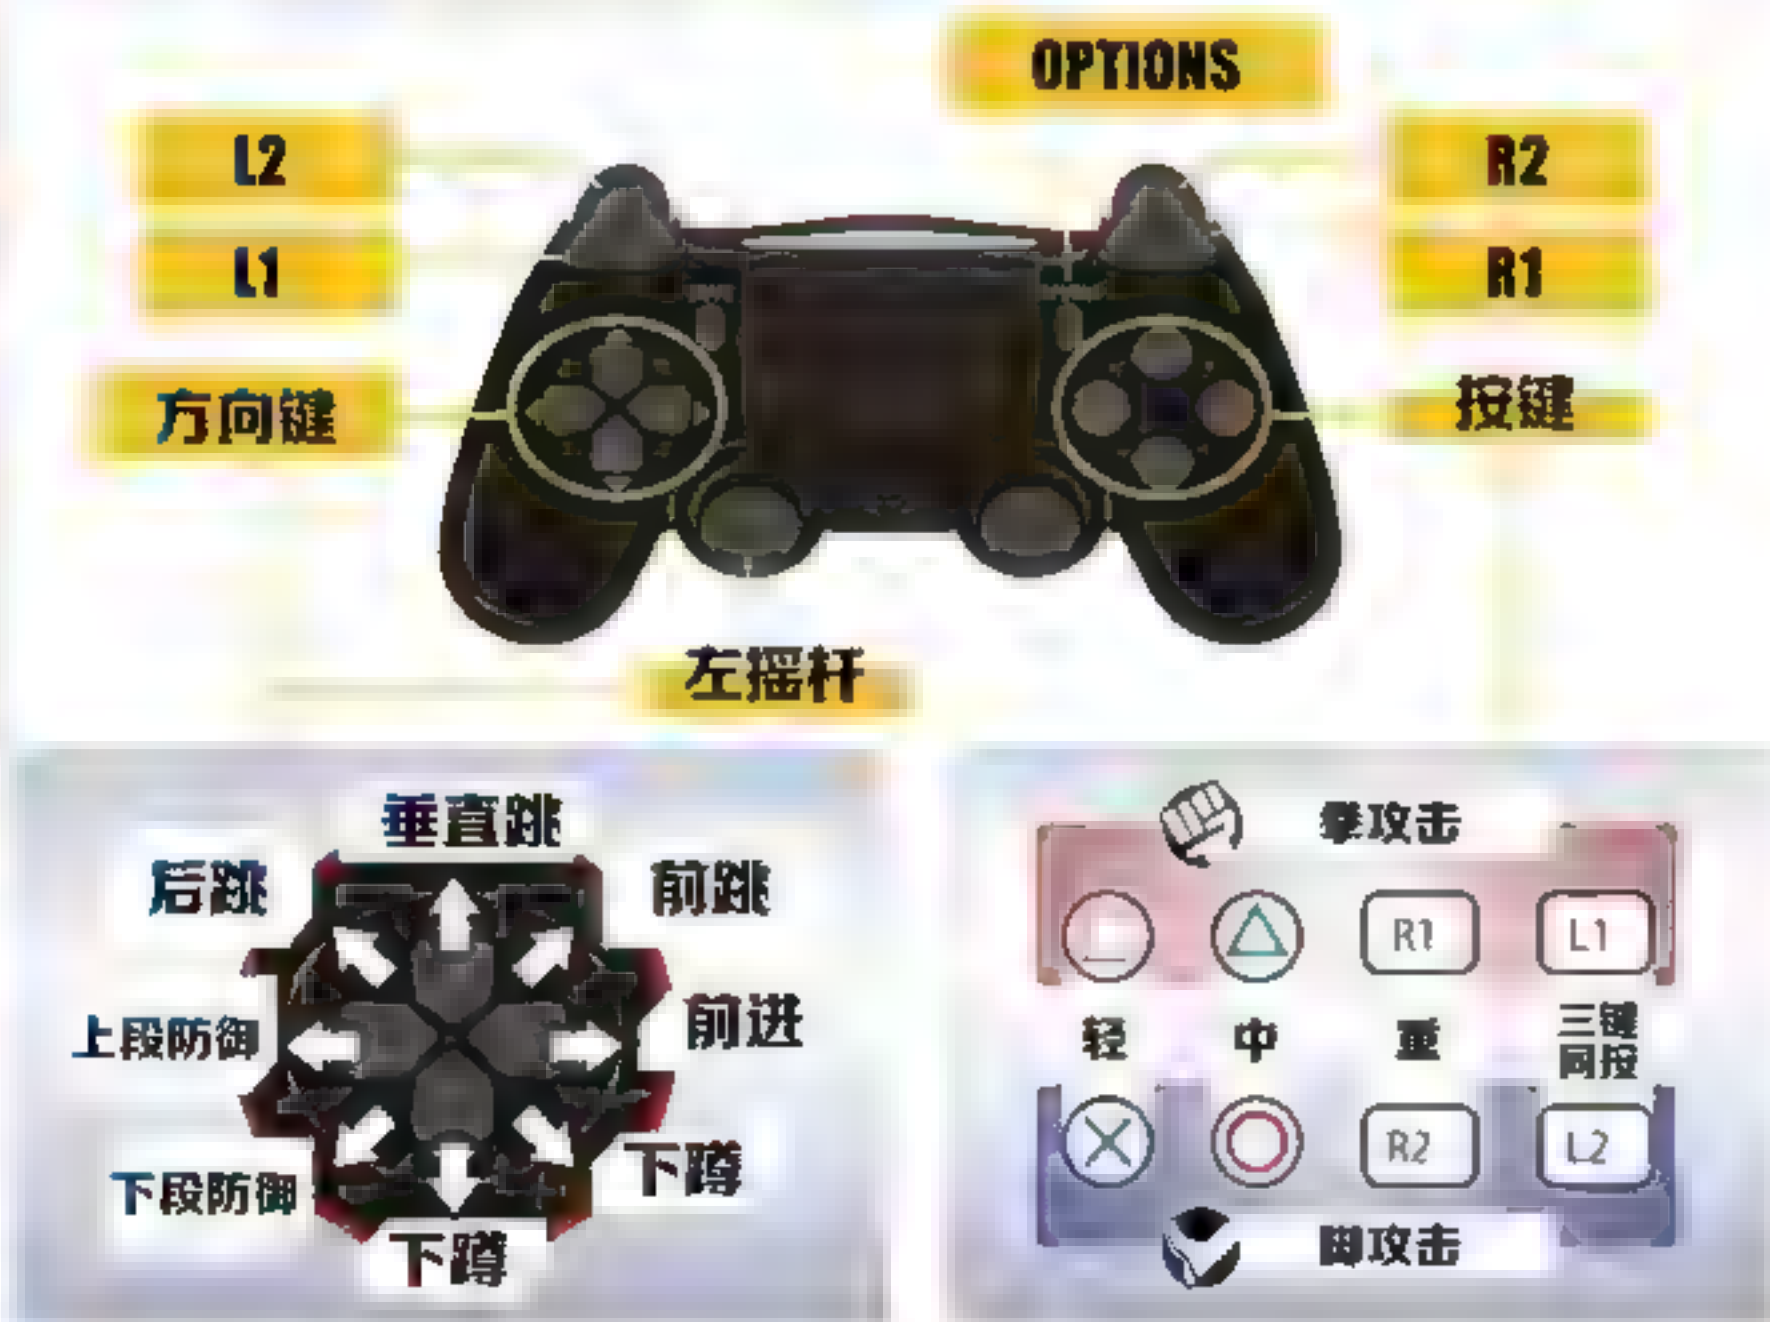 OPTIONS
L2
R2
L1
R1
方向键
按键
左摇杆
垂直跳
后跳
前跳
上段防御
前进
下段防御
下蹲
下蹲
拳攻击
R1
L1
轻
中
重
三键
同按
R2
L2
脚攻击